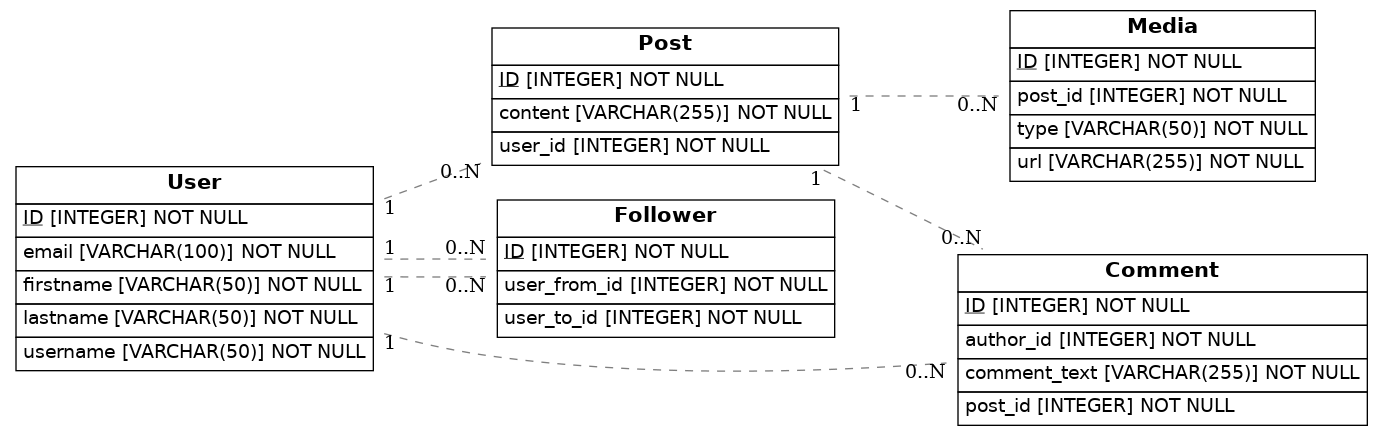 User
ID [INTEGER] NOT NULL
email [VARCHAR(100)] NOT NULL
firstname [VARCHAR(50)] NOT NULL
lastname [VARCHAR(50)] NOT NULL
username [VARCHAR(50)] NOT NULL
Post
ID [INTEGER] NOT NULL
content [VARCHAR(255)] NOT NULL
user_id [INTEGER] NOT NULL
Follower
ID [INTEGER] NOT NULL
user_from_id [INTEGER] NOT NULL
user_to_id [INTEGER] NOT NULL
Media
ID [INTEGER] NOT NULL
post_id [INTEGER] NOT NULL
type [VARCHAR(50)] NOT NULL
url [VARCHAR(255)] NOT NULL
Comment
ID [INTEGER] NOT NULL
author_id [INTEGER] NOT NULL
comment_text [VARCHAR(255)] NOT NULL
post_id [INTEGER] NOT NULL
1
0..N
1
0..N
1
0..N
1
0..N
1
0..N
1
0..N